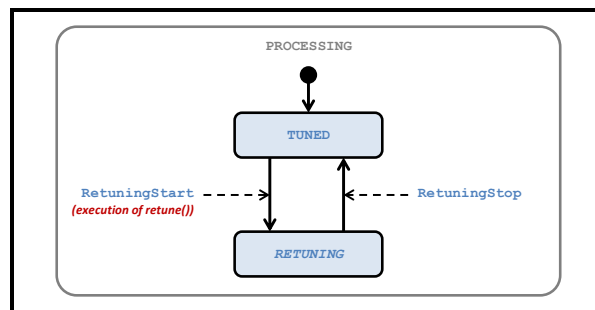 PROCESSING
TUNED
RetuningStart
RetuningStop
(execution of retune())
RETUNING